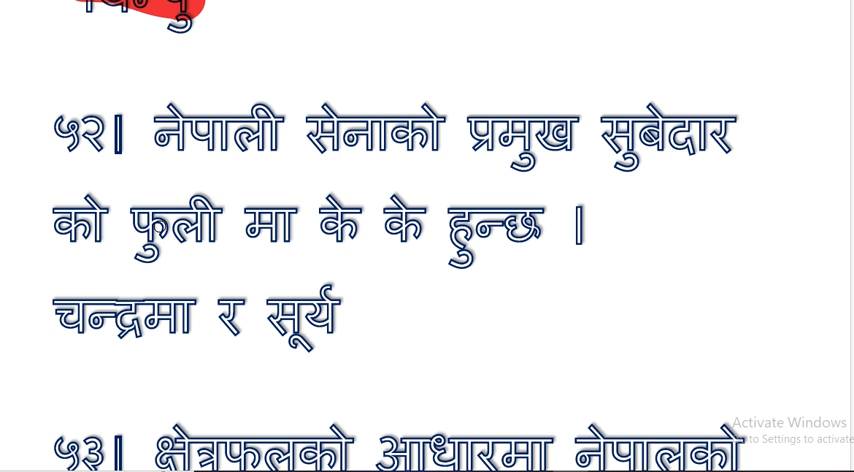 ५२| नेपाली सेनाको प्रमुख सुबेदार
को फुली मा के के हुन्छ |
चन्द्रमा र सूर्य
५३| क्षेत्रफलको आधारमा नेपालको
Activate Windows
to Settings to activate